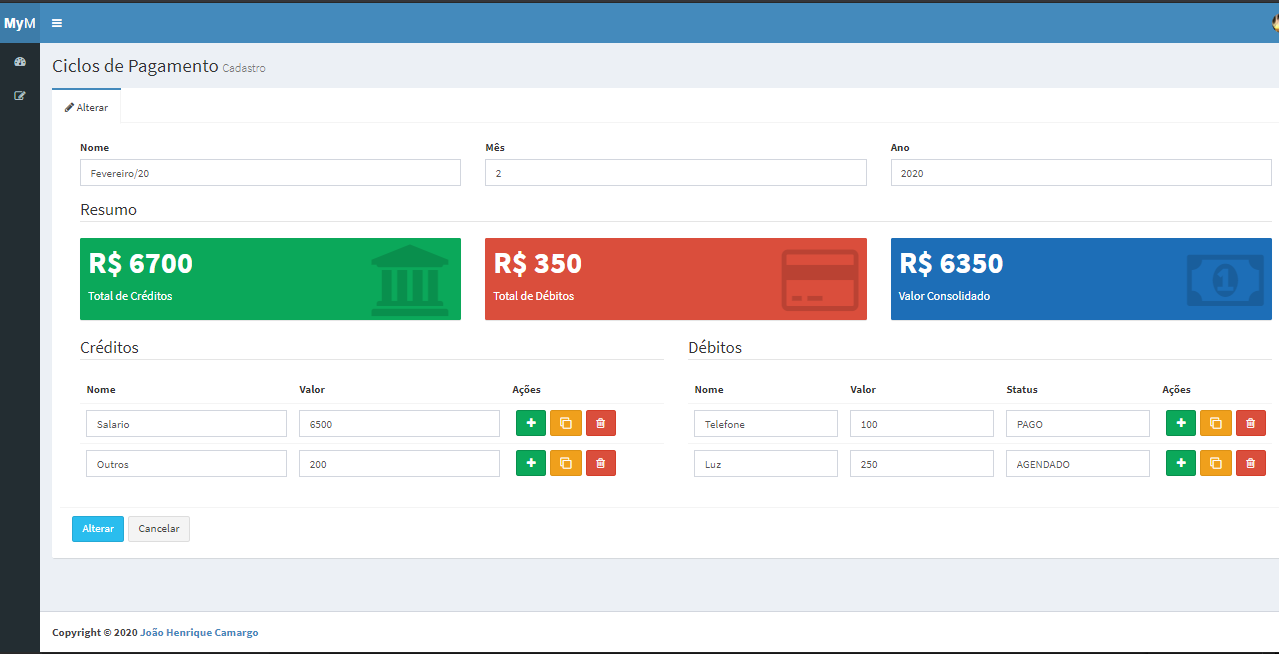 MyM
Ciclos de Pagamento Cadastro
Alterar
Nome Mês Ano
Fevereiro/20 2 2020
Resumo
R$ 6700
Total de Créditos
R$ 350
Total de Débitos
R$ 6350
Valor Consolidado
1
Créditos
Nome Valor Ações
Salario 6500
Outros 200
Débitos
Nome Valor Status Ações
Telefone 100 PAGO
Luz 250 AGENDADO
Alterar Cancelar
Copyright © 2020 João Henrique Camargo